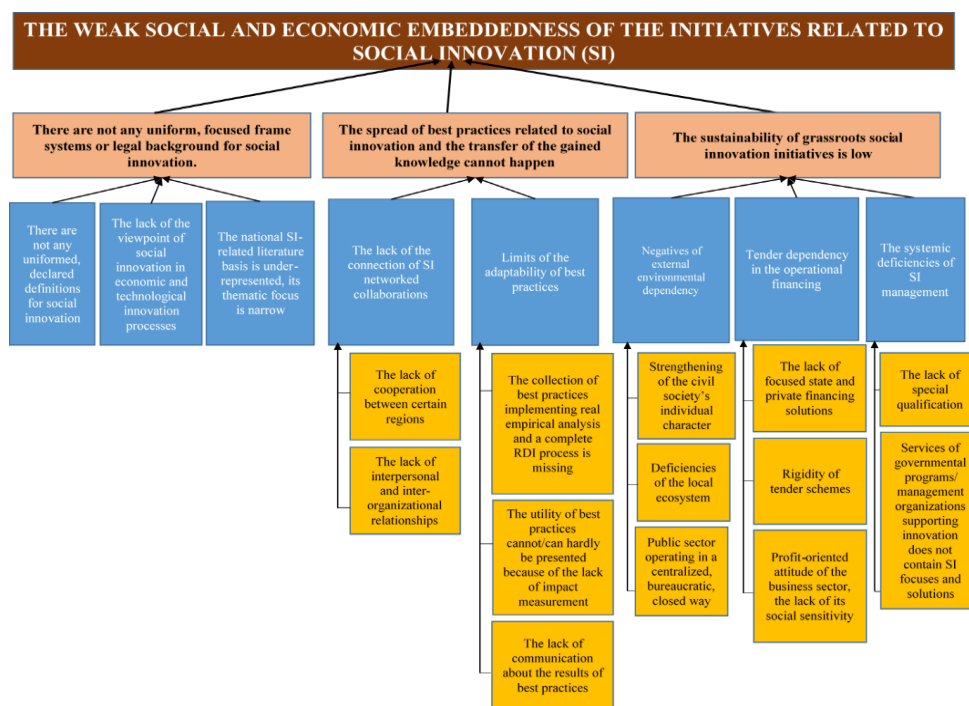 THE WEAK SOCIAL AND ECONOMIC EMBEDDEDNESS OF THE INITIATIVES RELATED TO
SOCIAL INNOVATION (SI)
There are not any uniform, focused frame
systems or legal background for social
innovation.
The spread of best practices related to social
innovation and the transfer of the gained
knowledge cannot happen
The sustainability of grassroots social
innovation initiatives is low
There are
not any
uniformed,
declared
definitions
for social
innovation
The lack of the
viewpoint of
social
innovation in
economic and
technological
innovation
processes
The national SI-
related literature
basis is under-
represented, its
thematic focus
is narrow
The lack of the
connection of SI
networked
collaborations
Limits of the
adaptability of best
practices
Negatives of
external
environmental
dependency
Tender dependency
in the operational
financing
The systemic
deficiencies of
SI
management
The lack of
cooperation
between certain
regions
The lack of
interpersonal
and inter-
organizational
relationships
The collection of
best practices
implementing real
empirical analysis
and a complete
RDI process is
missing
The utility of best
practices
cannot/can hardly
be presented
because of the lack
of impact
measurement
The lack of
communication
about the results of
best practices
Strengthening
of the civil
society's
individual
character
Deficiencies
of the local
ecosystem
Public sector
operating in a
centralized,
bureaucratic,
closed way
The lack of
focused state and
private financing
solutions
Rigidity of
tender schemes
Profit-oriented
attitude of the
business sector,
the lack of its
social sensitivity
The lack of
special
qualification
Services of
governmental
programs/
management
organizations
supporting
innovation
does not
contain SI
focuses and
solutions